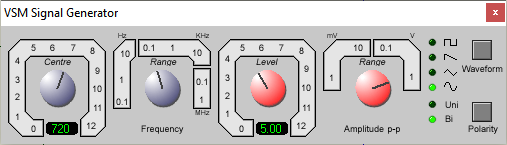 VSM Signal Generator x
5 6 7 8
4 Centre 9
3 10
2 11
1 12
0 720
Hz KHz
10 0.1 1 10
1 Range 0.1
0.1 1
MHz
Frequency
5 6 7 8
4 Level 9
3 10
2 11
1 12
0 5.00
mV V
10 100 0.1 1
1 Range 10
Amplitude p-p
Waveform
Uni
Bi
Polarity